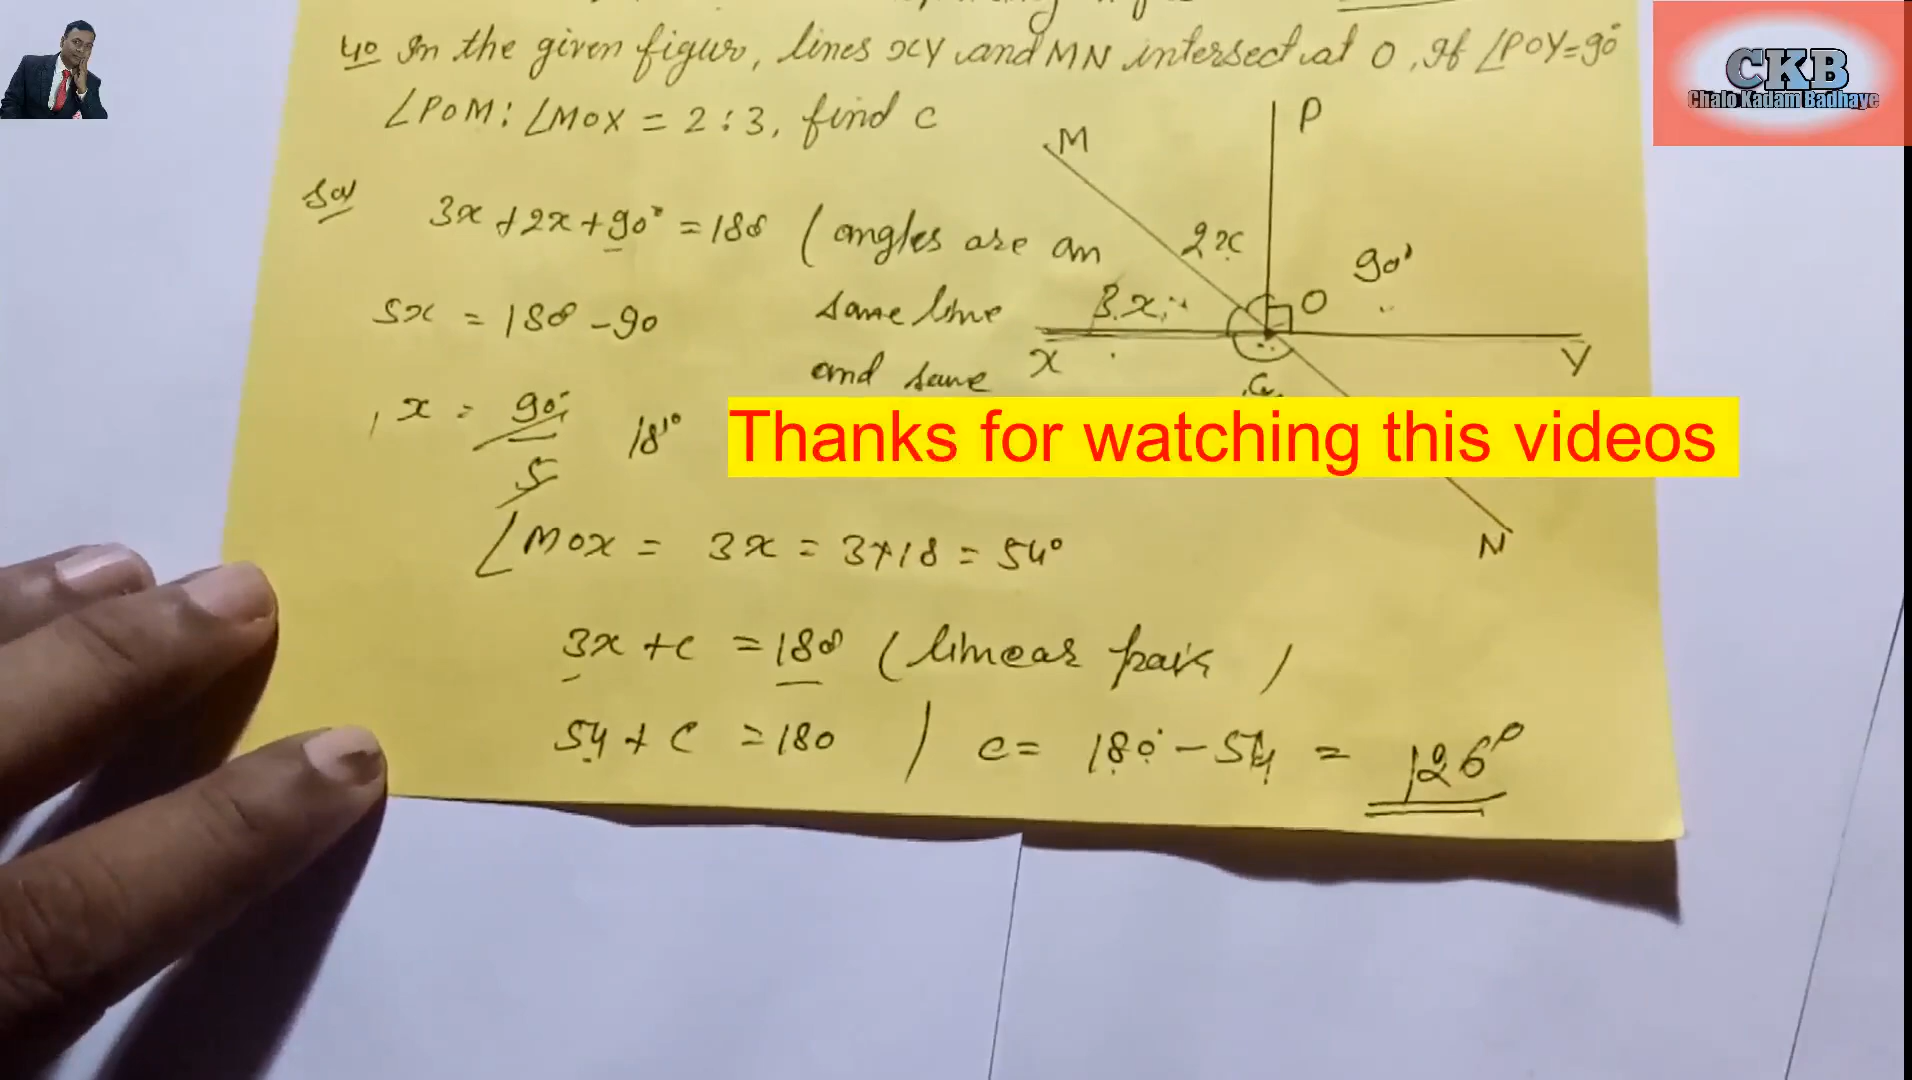 4Q In the given figur, lines XY and MN intersect at O, If ∠POY=90°
∠POM : ∠MOX = 2 : 3, find c
CKB
Chalo Kadam Badhaye
M
P
Sol
3x + 2x + 90° = 180 (angles are on
2x
90°
5x = 180 - 90
same line
3x
O
and same
X
Y
C
x = 90
5
18°
Thanks for watching this videos
N
∠MOX = 3x = 3×18 = 54°
3x + c = 180 (linear pair)
54 + c = 180 / c = 180° - 54 = 126°